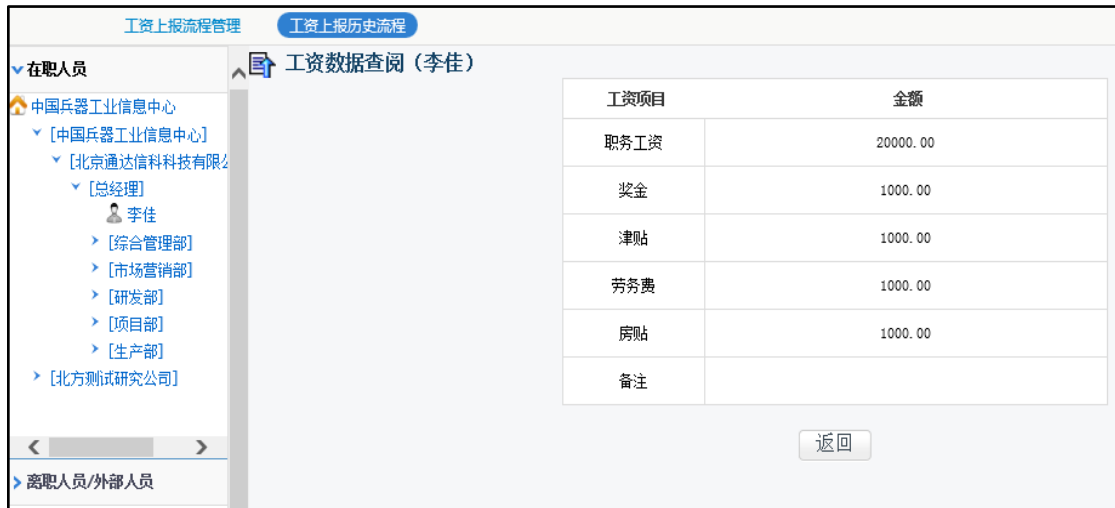 工资上报流程管理 工资上报历史流程
在职人员
中国兵器工业信息中心
[中国兵器工业信息中心]
[北京通达信科科技有限公
[总经理]
李佳
[综合管理部]
[市场营销部]
[研发部]
[项目部]
[生产部]
[北方测试研究公司]
离职人员/外部人员
工资数据查阅（李佳）
工资项目 金额
职务工资 20000.00
奖金 1000.00
津贴 1000.00
劳务费 1000.00
房贴 1000.00
备注
返回